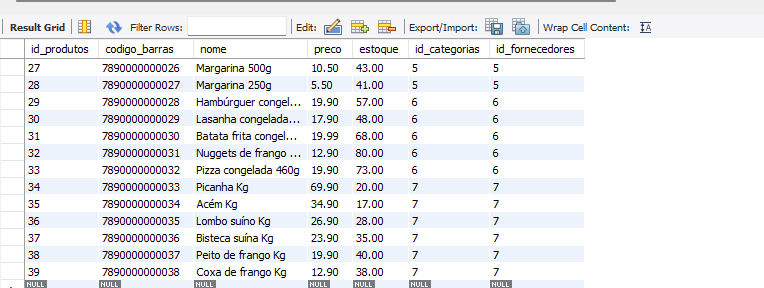 Result Grid Filter Rows: Edit: Export/Import: Wrap Cell Content:
id_produtos codigo_barras nome preco estoque id_categorias id_fornecedores
27 7890000000026 Margarina 500g 10.50 43.00 5 5
28 7890000000027 Margarina 250g 5.50 41.00 5 5
29 7890000000028 Hambúrguer congel... 19.90 57.00 6 6
30 7890000000029 Lasanha congelada... 17.90 48.00 6 6
31 7890000000030 Batata frita congel... 19.99 68.00 6 6
32 7890000000031 Nuggets de frango ... 12.90 80.00 6 6
33 7890000000032 Pizza congelada 460g 19.90 73.00 6 6
34 7890000000033 Picanha Kg 69.90 20.00 7 7
35 7890000000034 Acém Kg 34.90 17.00 7 7
36 7890000000035 Lombo suíno Kg 26.90 28.00 7 7
37 7890000000036 Bisteca suína Kg 23.90 35.00 7 7
38 7890000000037 Peito de frango Kg 19.90 40.00 7 7
39 7890000000038 Coxa de frango Kg 12.90 38.00 7 7
NULL NULL NULL NULL NULL NULL NULL